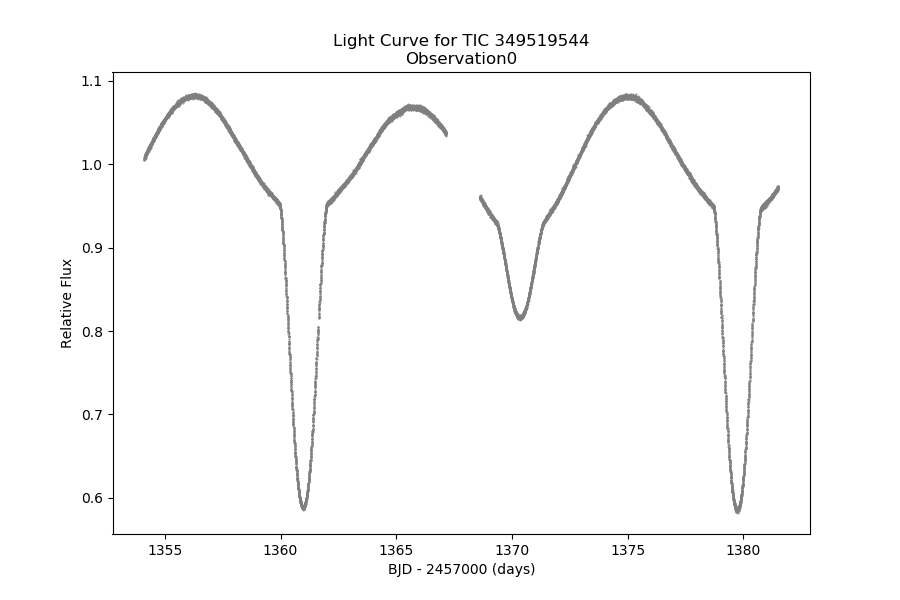 Light Curve for TIC 349519544
Observation0
1.1
1.0
0.9
0.8
0.7
0.6
Relative Flux
1355 1360 1365 1370 1375 1380
BJD - 2457000 (days)